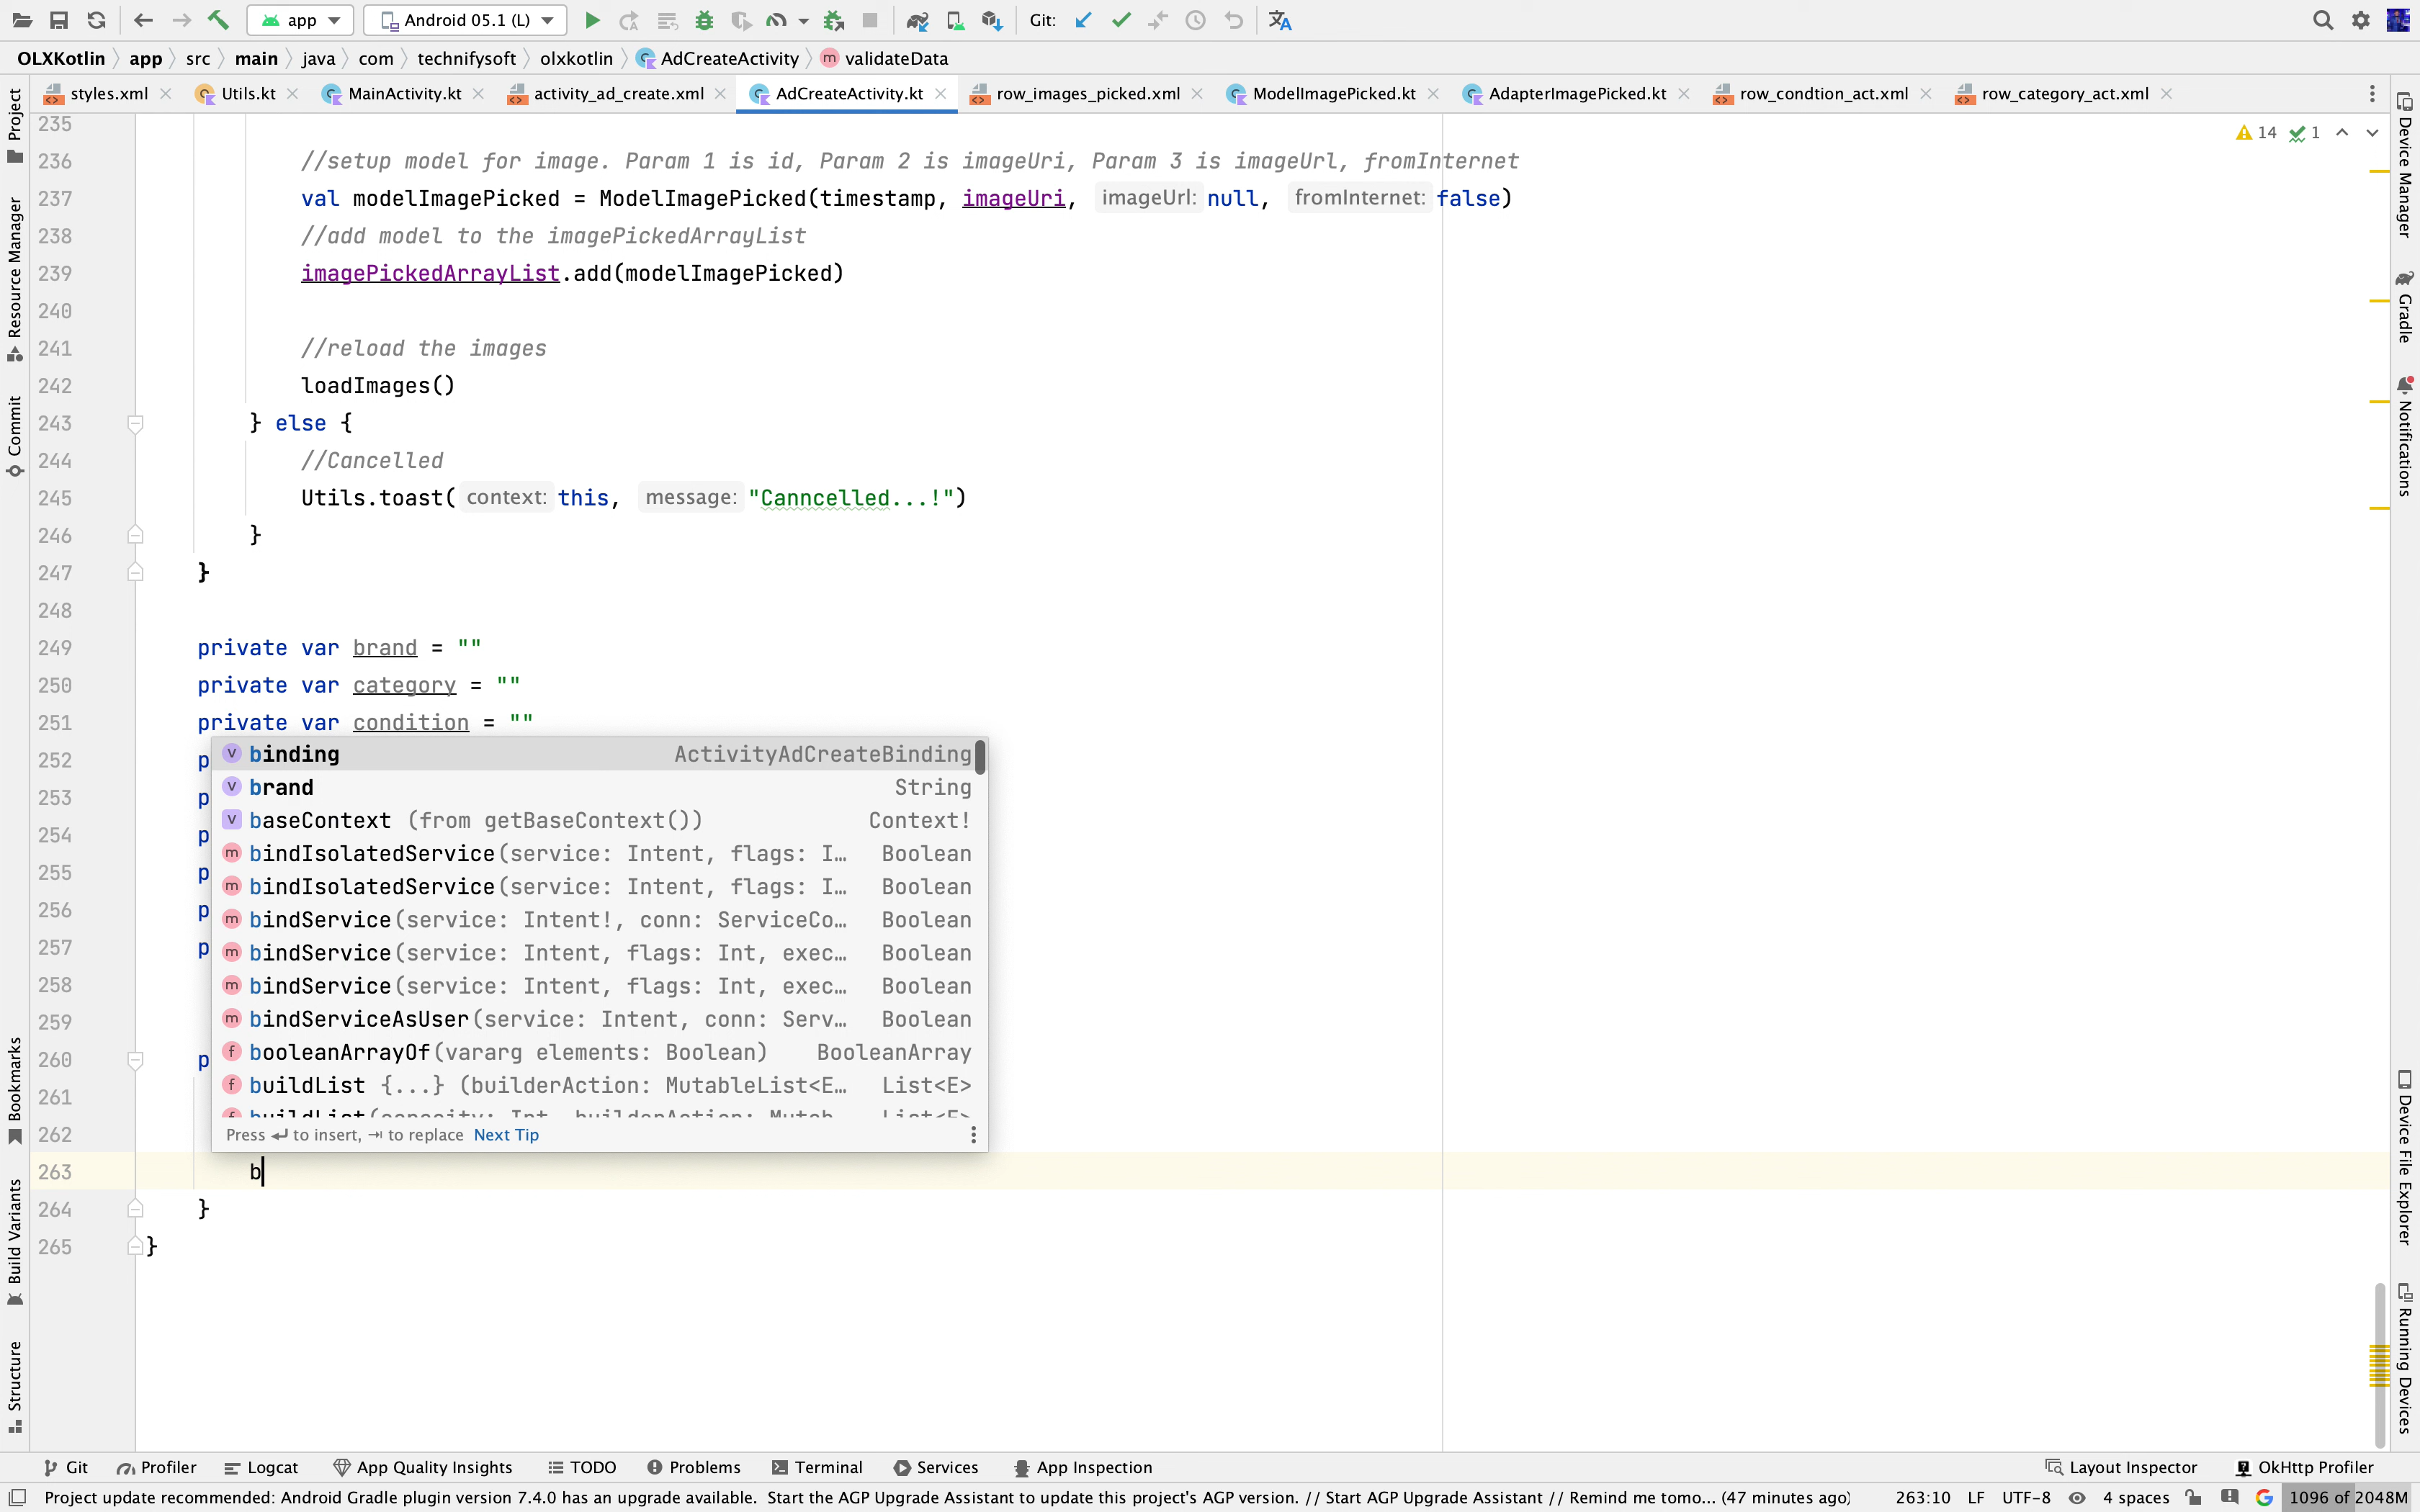 app Android 05.1 (L) Git:
OLXKotlin app src main java com technifysoft olxkotlin AdCreateActivity validateData
styles.xml Utils.kt MainActivity.kt activity_ad_create.xml AdCreateActivity.kt row_images_picked.xml ModelImagePicked.kt AdapterImagePicked.kt row_condtion_act.xml row_category_act.xml
14 1
235
236 //setup model for image. Param 1 is id, Param 2 is imageUri, Param 3 is imageUrl, fromInternet
237 val modelImagePicked = ModelImagePicked(timestamp, imageUri, imageUrl: null, fromInternet: false)
238 //add model to the imagePickedArrayList
239 imagePickedArrayList.add(modelImagePicked)
240
241 //reload the images
242 loadImages()
243 } else {
244 //Cancelled
245 Utils.toast( context: this, message: "Canncelled...!")
246 }
247 }
248
249 private var brand = ""
250 private var category = ""
251 private var condition = ""
252 p
253 p
254 p
255 p
256 p
257 p
258
259
260 p
261
262
263 b
264 }
265 }
binding ActivityAdCreateBinding
brand String
baseContext (from getBaseContext()) Context!
bindIsolatedService(service: Intent, flags: I… Boolean
bindIsolatedService(service: Intent, flags: I… Boolean
bindService(service: Intent!, conn: ServiceCo… Boolean
bindService(service: Intent, flags: Int, exec… Boolean
bindService(service: Intent, flags: Int, exec… Boolean
bindServiceAsUser(service: Intent, conn: Serv… Boolean
booleanArrayOf(vararg elements: Boolean) BooleanArray
buildList {...} (builderAction: MutableList<E… List<E>
Press ↵ to insert, ⇥ to replace Next Tip
Project
Resource Manager
Commit
Bookmarks
Build Variants
Structure
Device Manager
Gradle
Notifications
Device File Explorer
Running Devices
Git Profiler Logcat App Quality Insights TODO Problems Terminal Services App Inspection Layout Inspector OkHttp Profiler
Project update recommended: Android Gradle plugin version 7.4.0 has an upgrade available. Start the AGP Upgrade Assistant to update this project's AGP version. // Start AGP Upgrade Assistant // Remind me tomo... (47 minutes ago) 263:10 LF UTF-8 4 spaces 1096 of 2048M